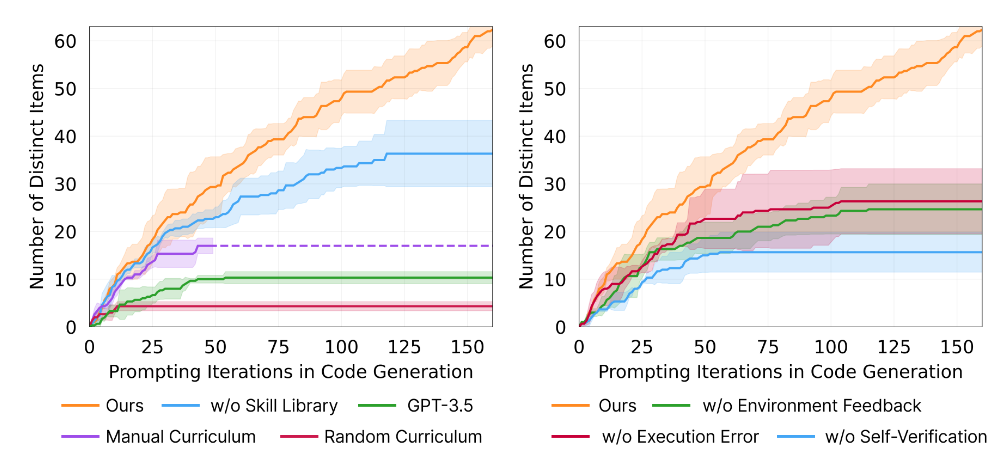 Number of Distinct Items
60
50
40
30
20
10
0
0 25 50 75 100 125 150
Prompting Iterations in Code Generation
Ours w/o Skill Library GPT-3.5
Manual Curriculum Random Curriculum
Number of Distinct Items
60
50
40
30
20
10
0
0 25 50 75 100 125 150
Prompting Iterations in Code Generation
Ours w/o Environment Feedback
w/o Execution Error w/o Self-Verification